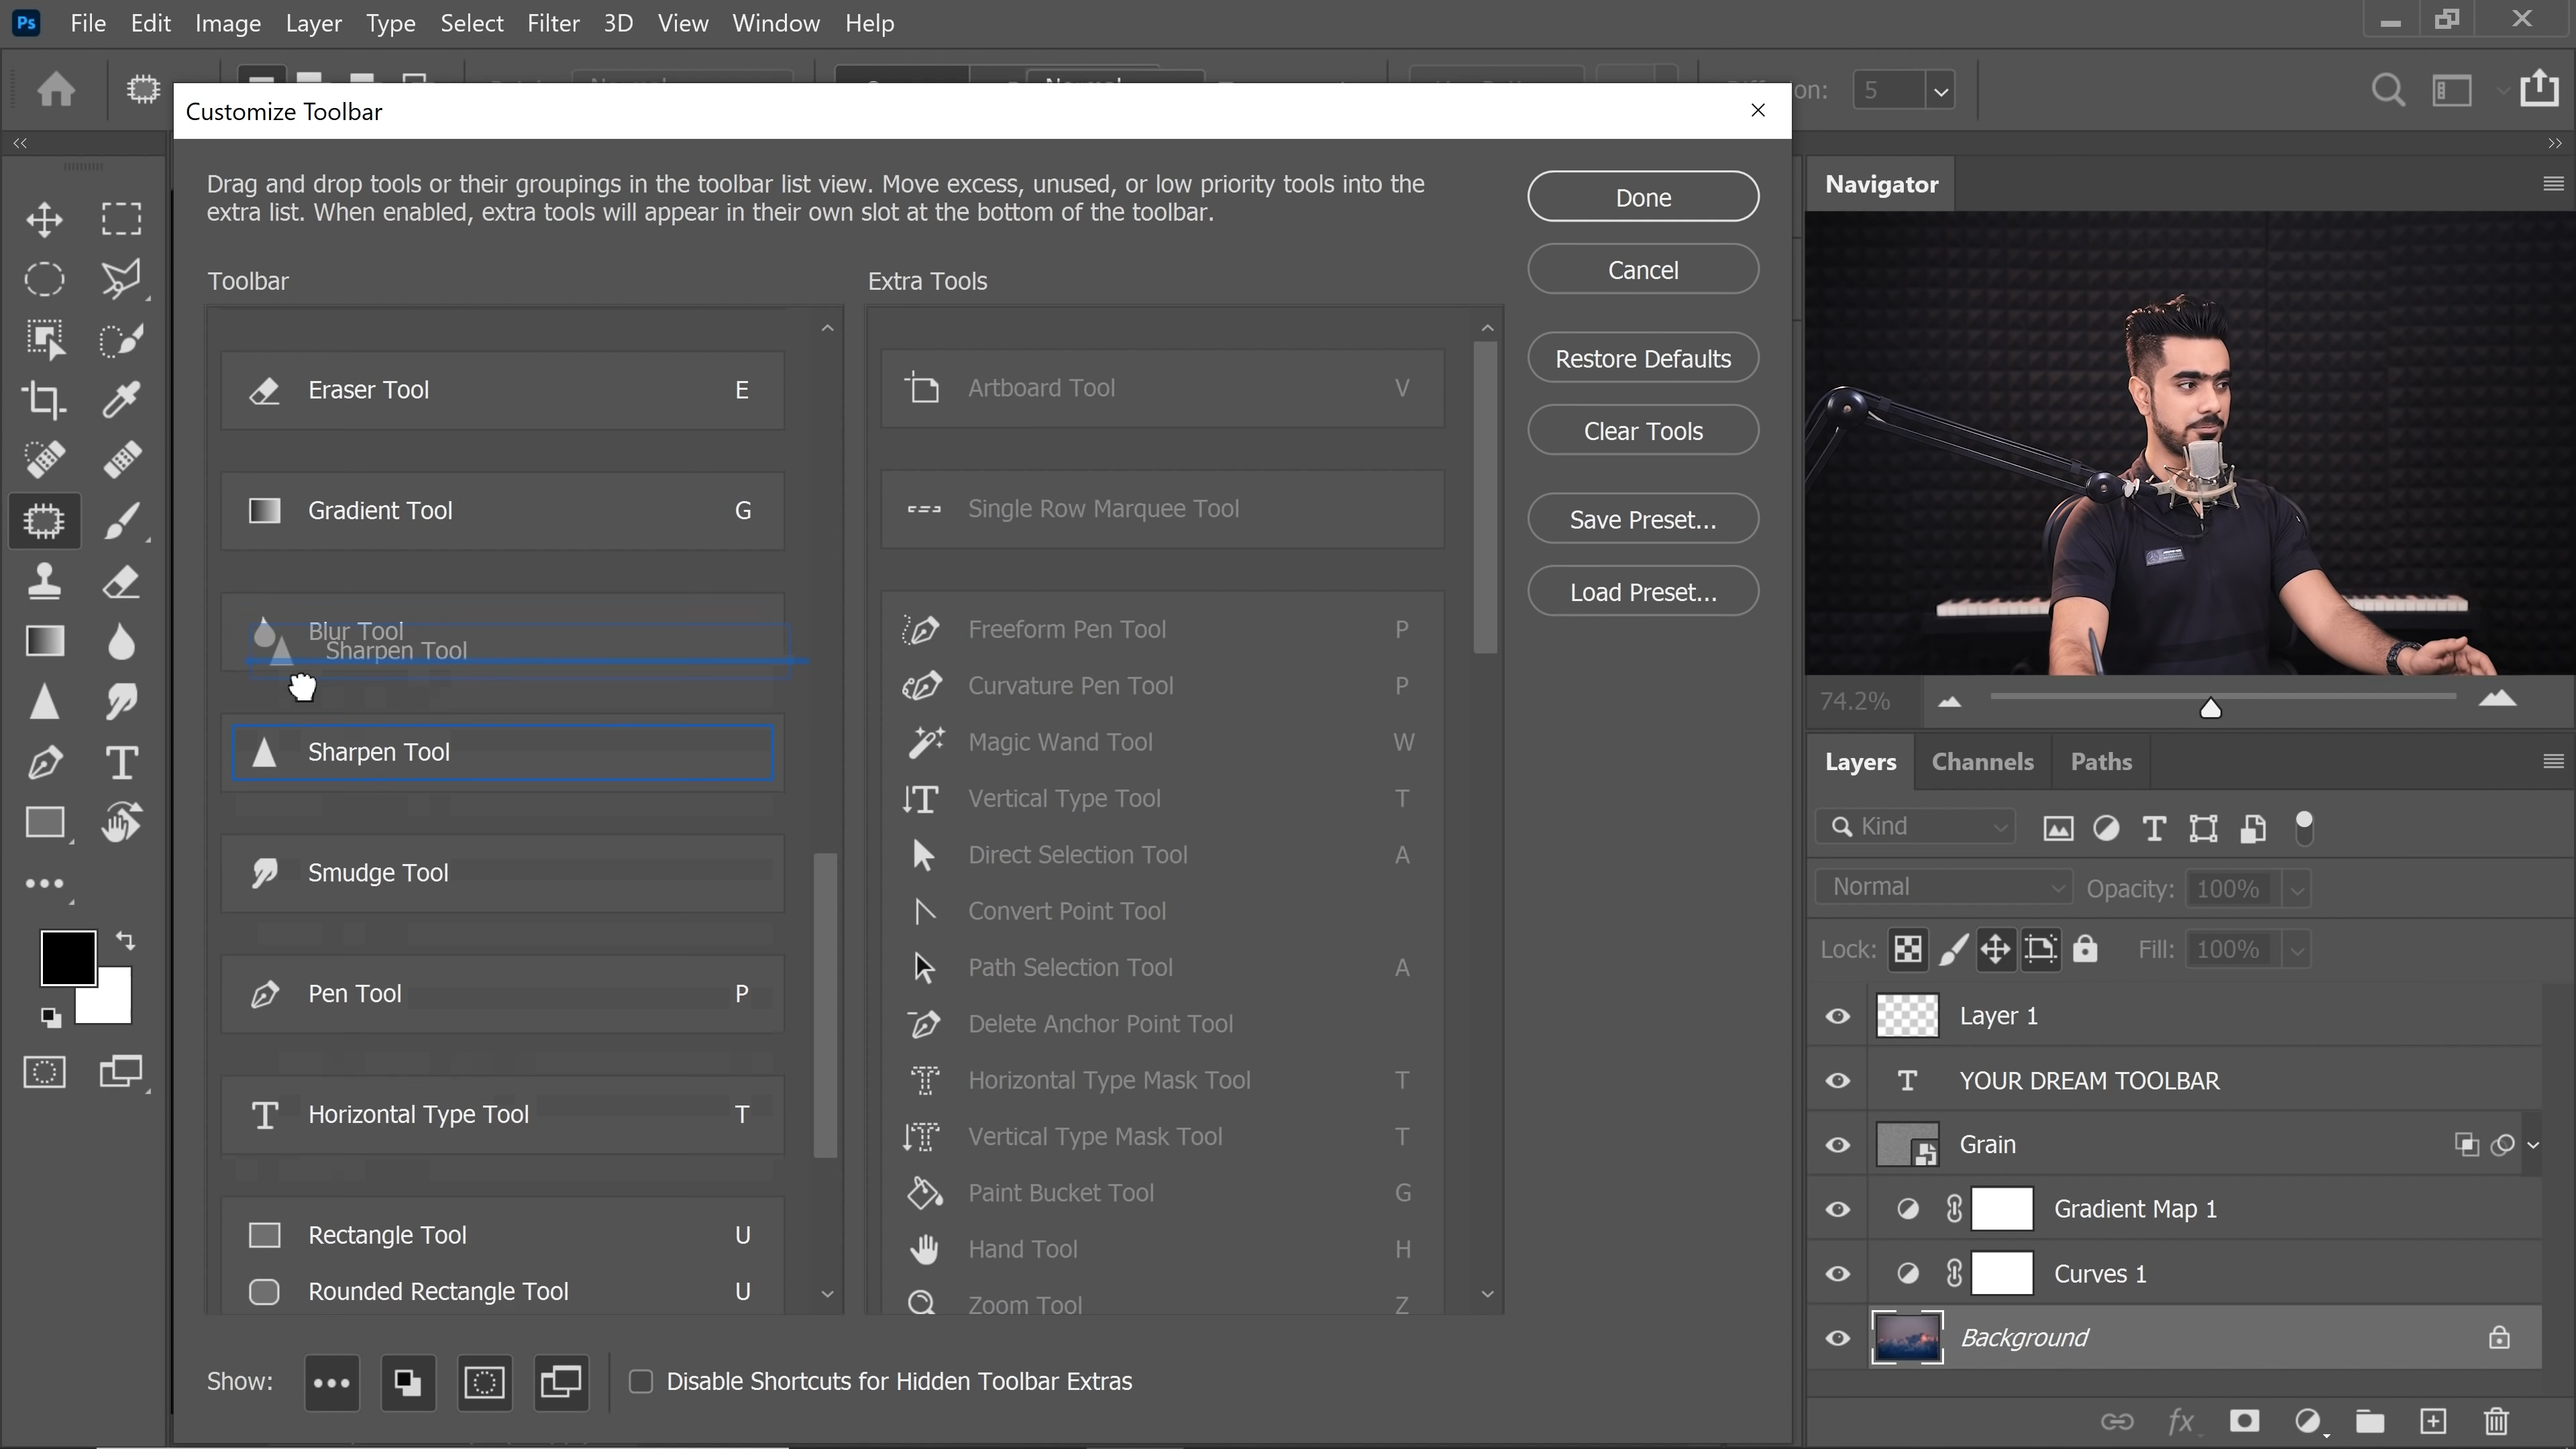 Ps File Edit Image Layer Type Select Filter 3D View Window Help
on: 5
Customize Toolbar
Drag and drop tools or their groupings in the toolbar list view. Move excess, unused, or low priority tools into the
extra list. When enabled, extra tools will appear in their own slot at the bottom of the toolbar.
Toolbar
Eraser Tool E
Gradient Tool G
Blur Tool
Sharpen Tool
Sharpen Tool
Smudge Tool
Pen Tool P
Horizontal Type Tool T
Rectangle Tool U
Rounded Rectangle Tool U
Extra Tools
Artboard Tool V
Single Row Marquee Tool
Freeform Pen Tool P
Curvature Pen Tool P
Magic Wand Tool W
Vertical Type Tool T
Direct Selection Tool A
Convert Point Tool
Path Selection Tool A
Delete Anchor Point Tool
Horizontal Type Mask Tool T
Vertical Type Mask Tool T
Paint Bucket Tool G
Hand Tool H
Zoom Tool Z
Show:
Disable Shortcuts for Hidden Toolbar Extras
Done
Cancel
Restore Defaults
Clear Tools
Save Preset...
Load Preset...
Navigator
74.2%
Layers Channels Paths
Kind
Normal Opacity: 100%
Lock: Fill: 100%
Layer 1
YOUR DREAM TOOLBAR
Grain
Gradient Map 1
Curves 1
Background
fx